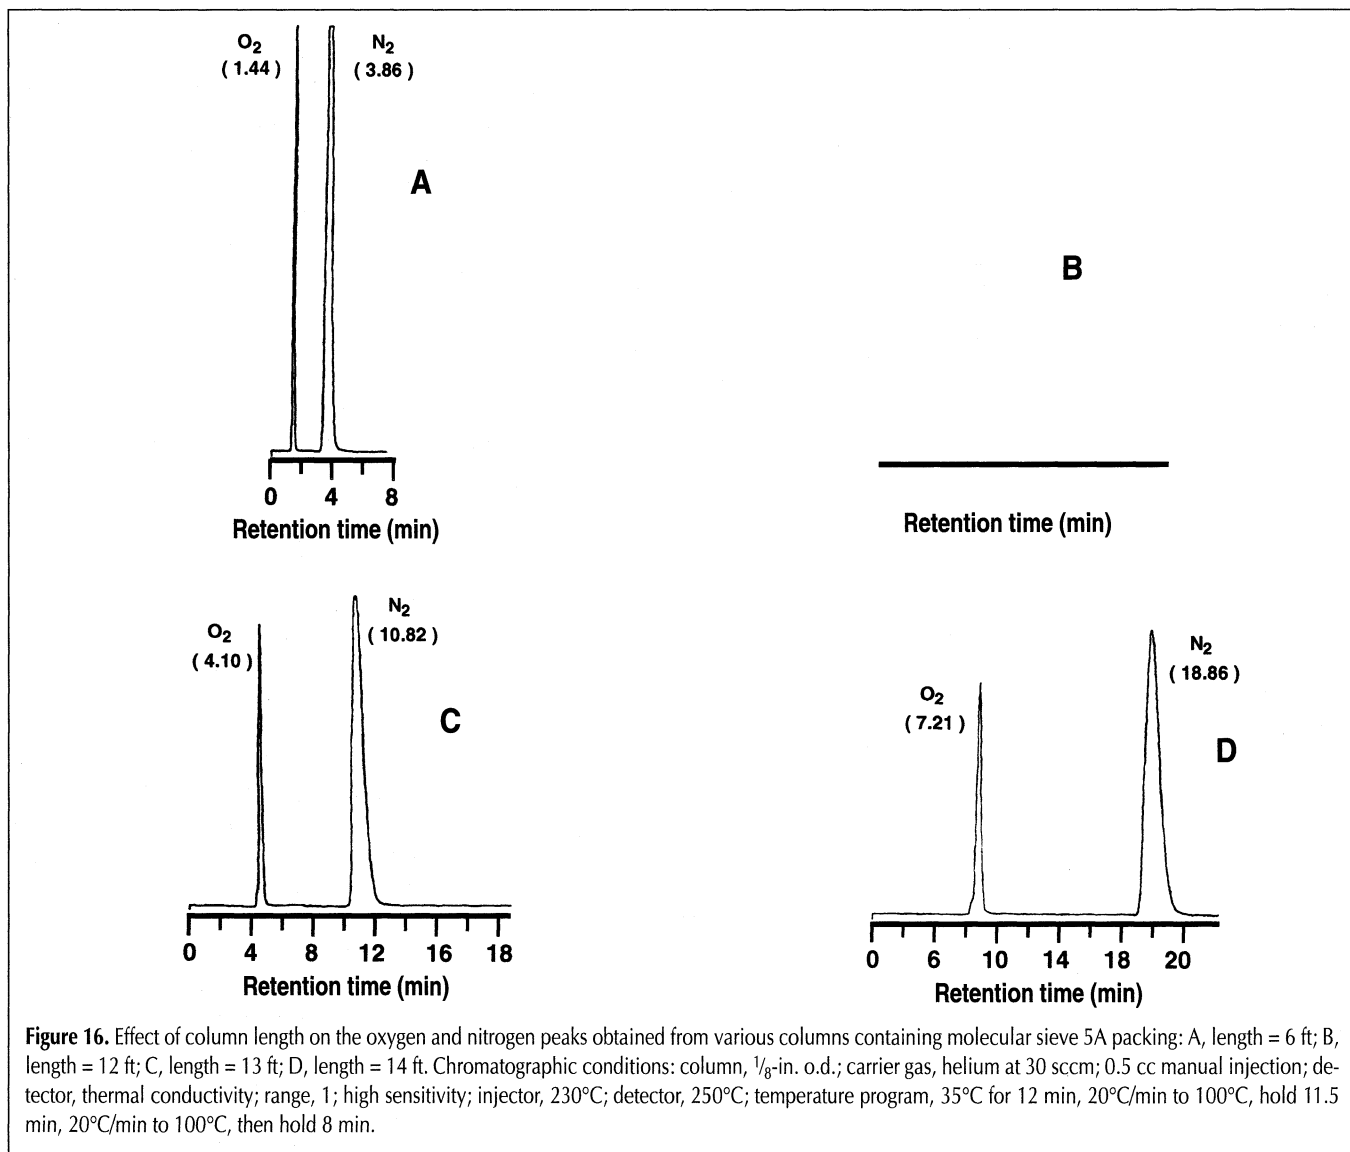 O2
( 1.44 )
N2
( 3.86 )
A
0 4 8
Retention time (min)
B
Retention time (min)
O2
( 4.10 )
N2
( 10.82 )
C
0 4 8 12 16 18
Retention time (min)
O2
( 7.21 )
N2
( 18.86 )
D
0 6 10 14 18 20
Retention time (min)
Figure 16. Effect of column length on the oxygen and nitrogen peaks obtained from various columns containing molecular sieve 5A packing: A, length = 6 ft; B,
length = 12 ft; C, length = 13 ft; D, length = 14 ft. Chromatographic conditions: column, 1/8-in. o.d.; carrier gas, helium at 30 sccm; 0.5 cc manual injection; de-
tector, thermal conductivity; range, 1; high sensitivity; injector, 230°C; detector, 250°C; temperature program, 35°C for 12 min, 20°C/min to 100°C, hold 11.5
min, 20°C/min to 100°C, then hold 8 min.